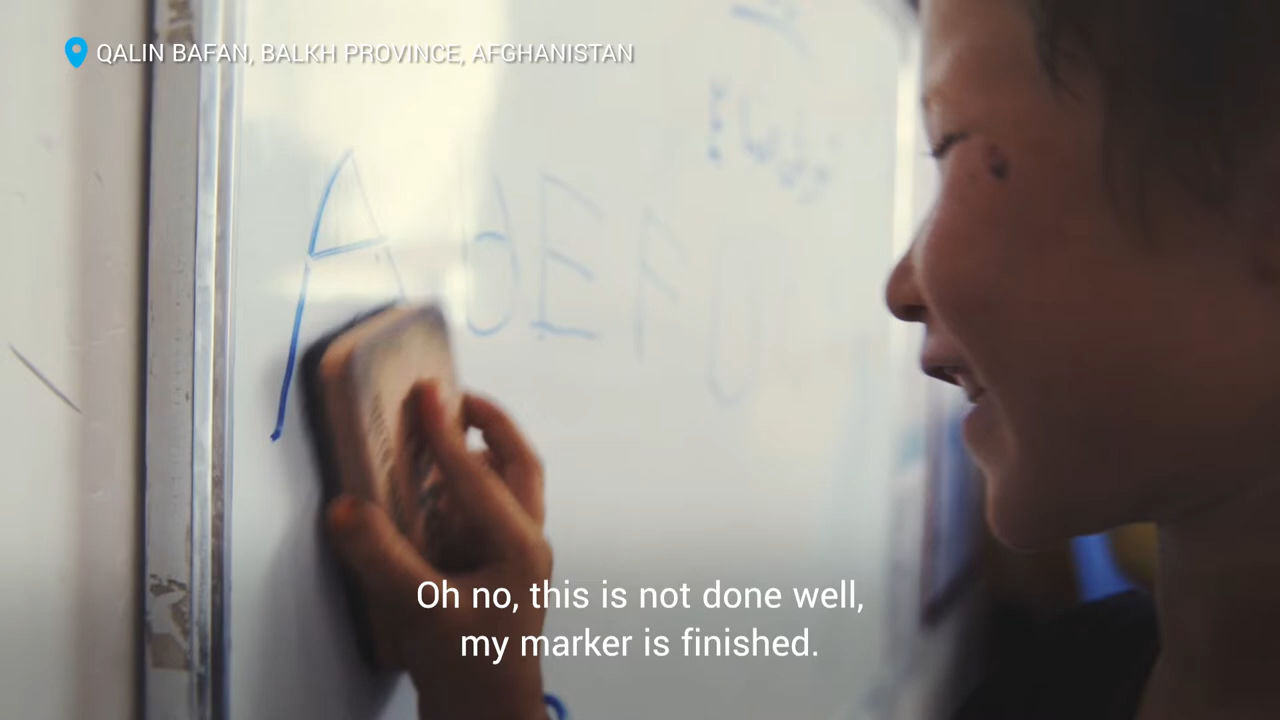 QALIN BAFAN, BALKH PROVINCE, AFGHANISTAN
A d E F U
Oh no, this is not done well,
my marker is finished.